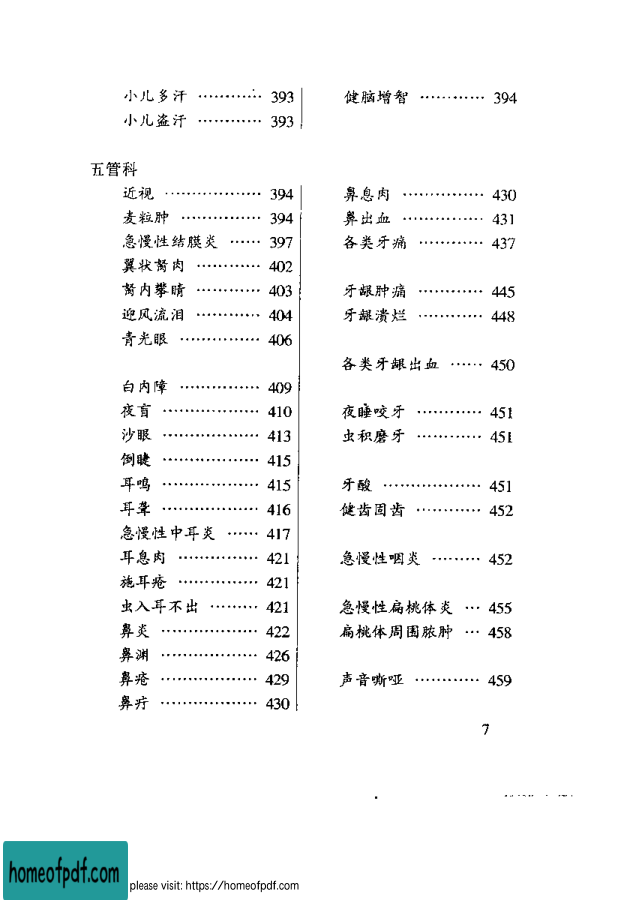 小儿多汗 ………… 393
小儿盗汗 ………… 393
健脑增智 ………… 394
五管科
近视 ……………… 394
麦粒肿 …………… 394
急慢性结膜炎 …… 397
翼状胬肉 ………… 402
胬内攀睛 ………… 403
迎风流泪 ………… 404
青光眼 …………… 406
白内障 …………… 409
夜盲 ……………… 410
沙眼 ……………… 413
倒睫 ……………… 415
耳鸣 ……………… 415
耳聋 ……………… 416
急慢性中耳炎 …… 417
耳息肉 …………… 421
旋耳疮 …………… 421
虫入耳不出 ……… 421
鼻炎 ……………… 422
鼻渊 ……………… 426
鼻疮 ……………… 429
鼻疔 ……………… 430
鼻息肉 …………… 430
鼻出血 …………… 431
各类牙痛 ………… 437
牙龈肿痛 ………… 445
牙龈溃烂 ………… 448
各类牙龈出血 …… 450
夜睡咬牙 ………… 451
虫积磨牙 ………… 451
牙酸 ……………… 451
健齿固齿 ………… 452
急慢性咽炎 ……… 452
急慢性扁桃体炎 … 455
扁桃体周围脓肿 … 458
声音嘶哑 ………… 459
7
homeofpdf.com
please visit: https://homeofpdf.com